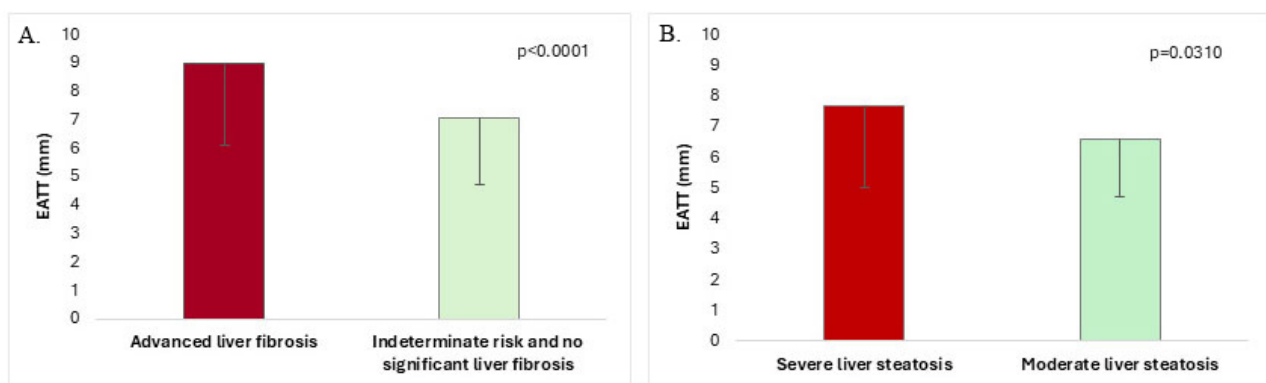 A.
p<0.0001
EATT (mm)
10
9
8
7
6
5
4
3
2
1
0
Advanced liver fibrosis
Indeterminate risk and no
significant liver fibrosis
B.
p=0.0310
EATT (mm)
10
9
8
7
6
5
4
3
2
1
0
Severe liver steatosis
Moderate liver steatosis